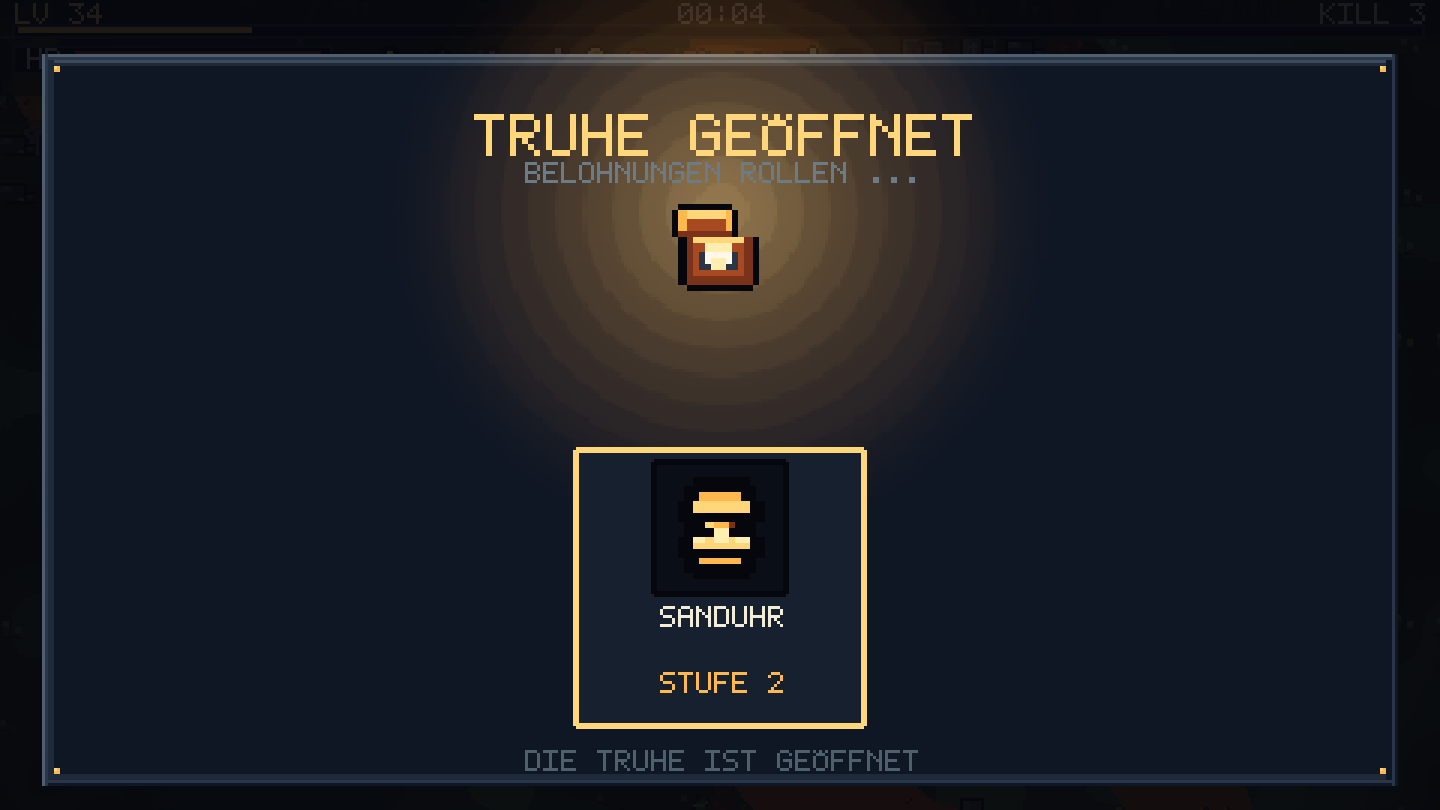 LV 34
00:04
KILL 3
TRUHE GEÖFFNET
BELOHNUNGEN ROLLEN ...
SANDUHR
STUFE 2
DIE TRUHE IST GEÖFFNET